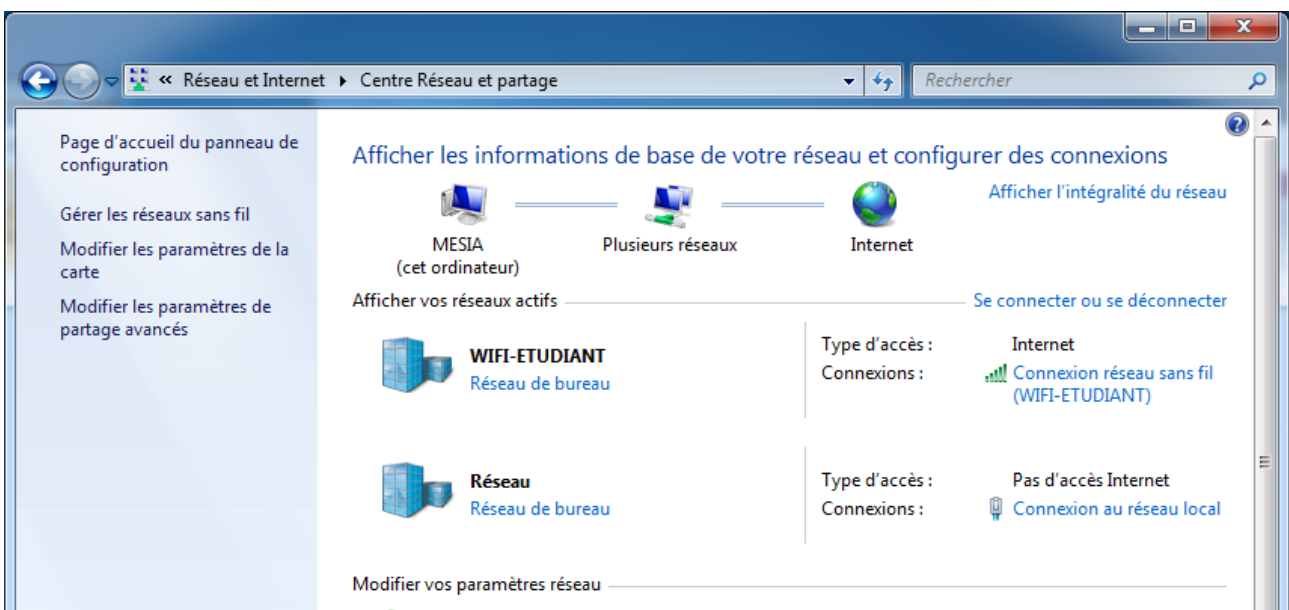 « Réseau et Internet ▸ Centre Réseau et partage
Rechercher
Page d'accueil du panneau de
configuration
Gérer les réseaux sans fil
Modifier les paramètres de la
carte
Modifier les paramètres de
partage avancés
Afficher les informations de base de votre réseau et configurer des connexions
Afficher l'intégralité du réseau
MESIA
(cet ordinateur)
Plusieurs réseaux
Internet
Afficher vos réseaux actifs
Se connecter ou se déconnecter
WIFI-ETUDIANT
Réseau de bureau
Type d'accès : Internet
Connexions : Connexion réseau sans fil
(WIFI-ETUDIANT)
Réseau
Réseau de bureau
Type d'accès : Pas d'accès Internet
Connexions : Connexion au réseau local
Modifier vos paramètres réseau